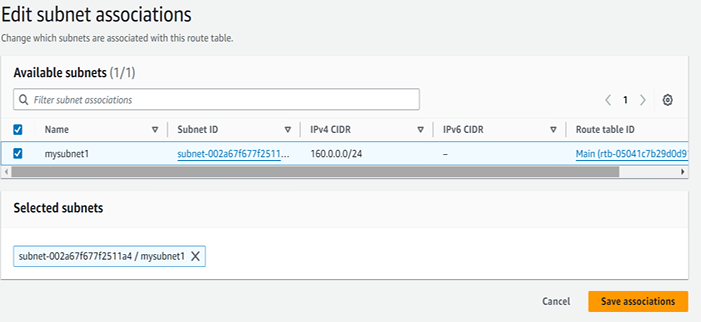 Edit subnet associations
Change which subnets are associated with this route table.
Available subnets (1/1)
Filter subnet associations
1
Name Subnet ID IPv4 CIDR IPv6 CIDR Route table ID
mysubnet1 subnet-002a67f677f2511... 160.0.0.0/24 – Main (rtb-05041c7b29d0d9
Selected subnets
subnet-002a67f677f2511a4 / mysubnet1
Cancel Save associations